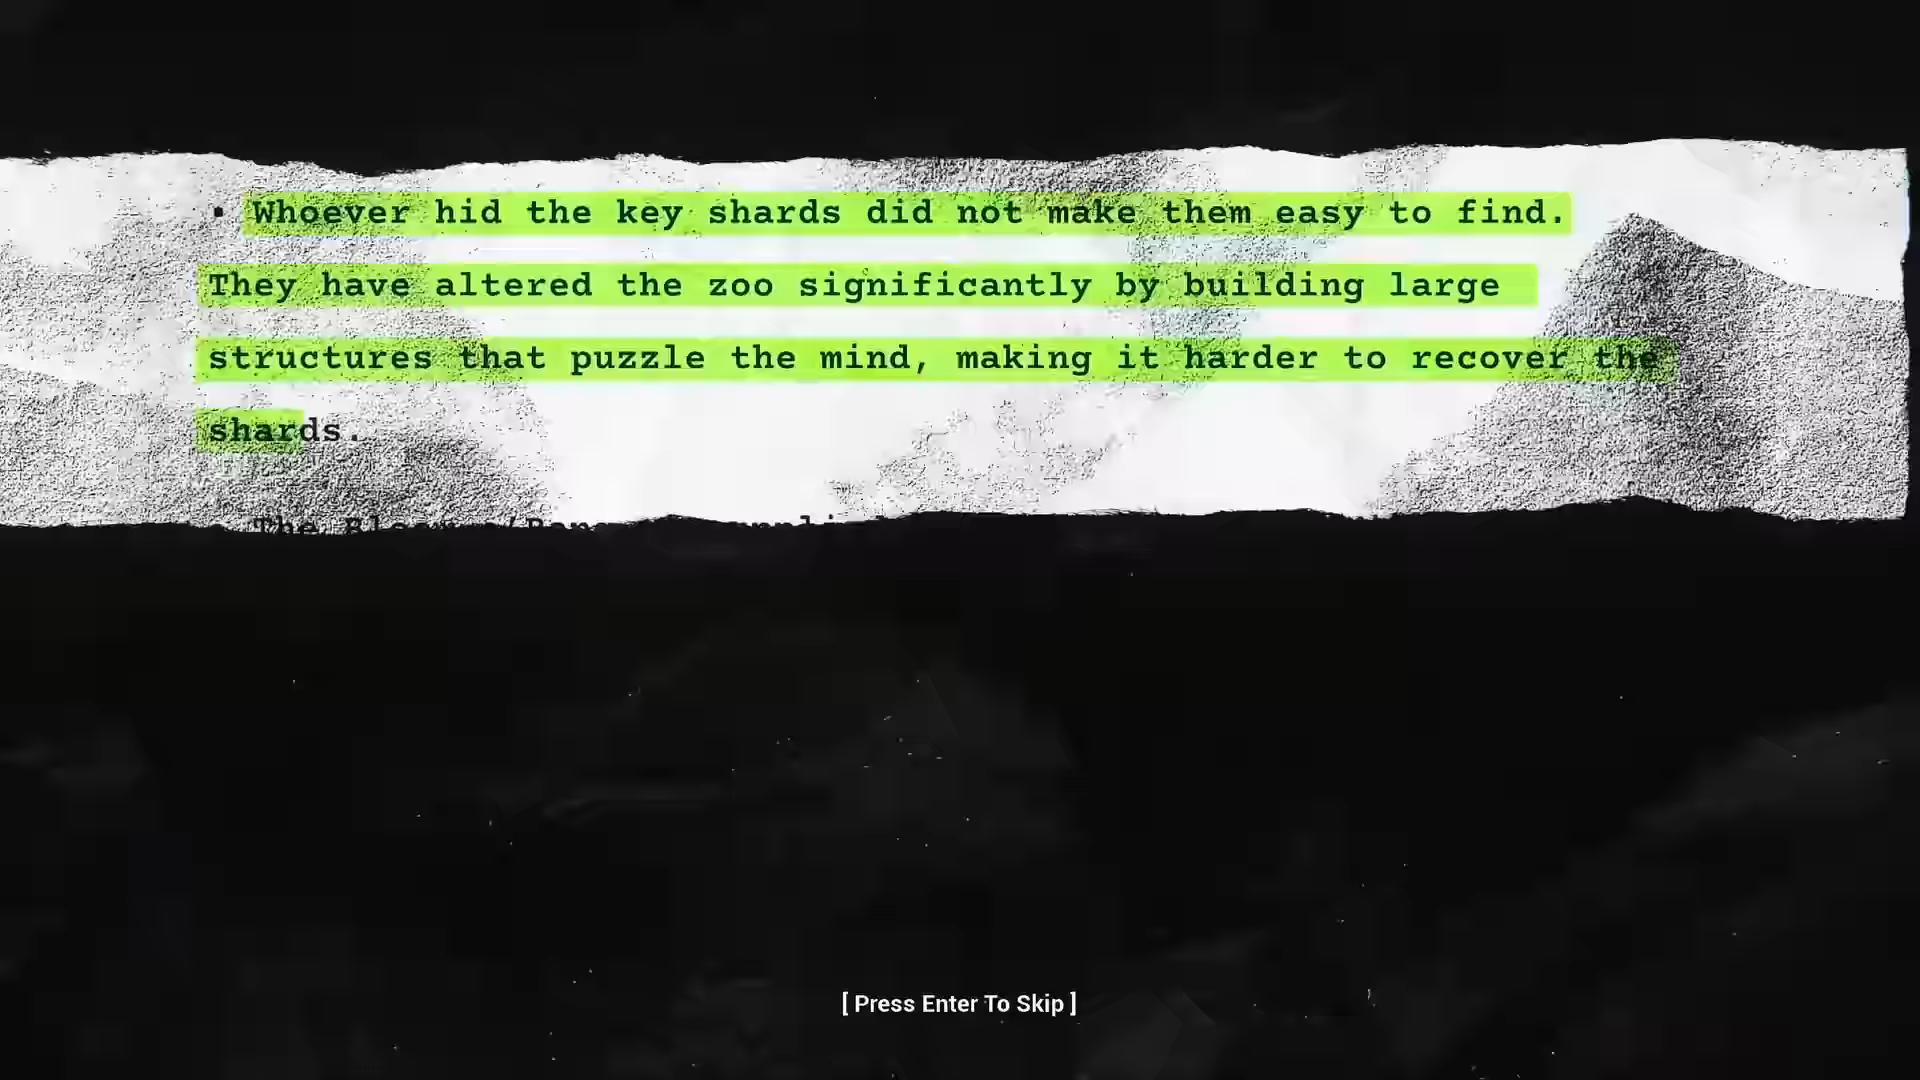 • Whoever hid the key shards did not make them easy to find.
They have altered the zoo significantly by building large
structures that puzzle the mind, making it harder to recover the
shards.
The
[ Press Enter To Skip ]